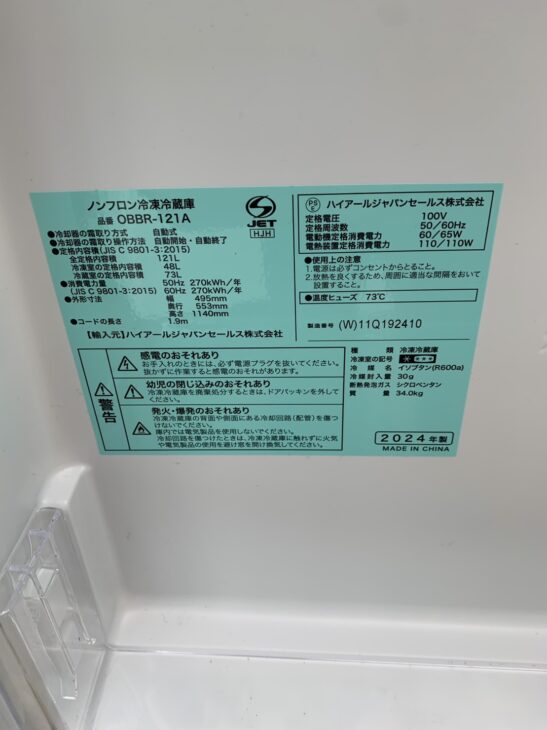 ノンフロン冷凍冷蔵庫
品番 OBBR-121A
JET
HJH
●冷却器の霜取り方式 自動式
●冷却器の霜取り操作方法 自動開始・自動終了
●定格内容積(JIS C 9801-3:2015)
全定格内容積 121L
冷凍室の定格内容積 48L
冷蔵室の定格内容積 73L
●消費電力量 50Hz 270kWh/年
(JIS C 9801-3:2015) 60Hz 270kWh/年
●外形寸法 幅 495mm
奥行 553mm
高さ 1140mm
●コードの長さ 1.9m
【輸入元】ハイアールジャパンセールス株式会社
PS
E
ハイアールジャパンセールス株式会社
定格電圧 100V
定格周波数 50/60Hz
電動機定格消費電力 60/65W
電熱装置定格消費電力 110/110W
●使用上の注意
1.電源は必ずコンセントからとること。
2.放熱を良くするため、周囲に適当な間隔をおいて
設置すること。
●温度ヒューズ 73℃
製造番号 (W)11Q192410
警告
感電のおそれあり
お手入れのときには、必ず電源プラグを抜いてください。
抜かずに作業すると感電のおそれがあります。
幼児の閉じ込みのおそれあり
冷凍冷蔵庫を廃棄処分するときは、ドアパッキンを外して
ください。
発火・爆発のおそれあり
冷凍冷蔵庫の背面や側面にある冷却回路(配管)を傷つ
けないでください。
庫内では電気製品を使用しないでください。
冷却回路を傷つけたときは、冷凍冷蔵庫に触れずに火気
や電気製品の使用を避け窓を開け換気してください。
種類 冷凍冷蔵庫
冷凍室の記号 ****
冷媒 イソブタン(R600a)
冷媒封入量 30g
断熱発泡ガス シクロペンタン
質量 34.0kg
2024年製
MADE IN CHINA